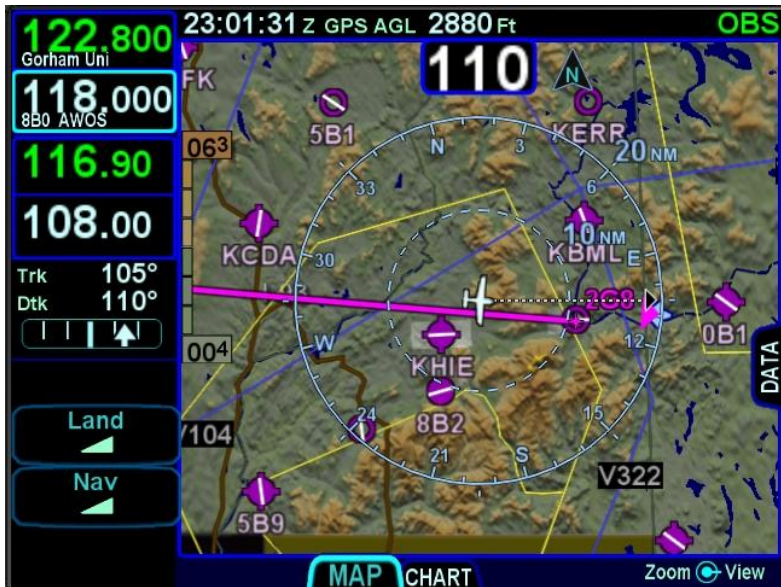 122.800
Gorham Uni
118.000
8B0 AWOS
116.90
108.00
Trk 105°
Dtk 110°
Land
Nav
23:01:31 Z GPS AGL 2880 Ft
OBS
110
N
FK
5B1
KERR
06³
20 NM
N
3
6
33
KCDA
10 NM
KBML
30
E
2G8
0B1
W
12
KHIE
00⁴
8B2
24
15
V104
21
S
V322
5B9
DATA
MAP
CHART
Zoom View